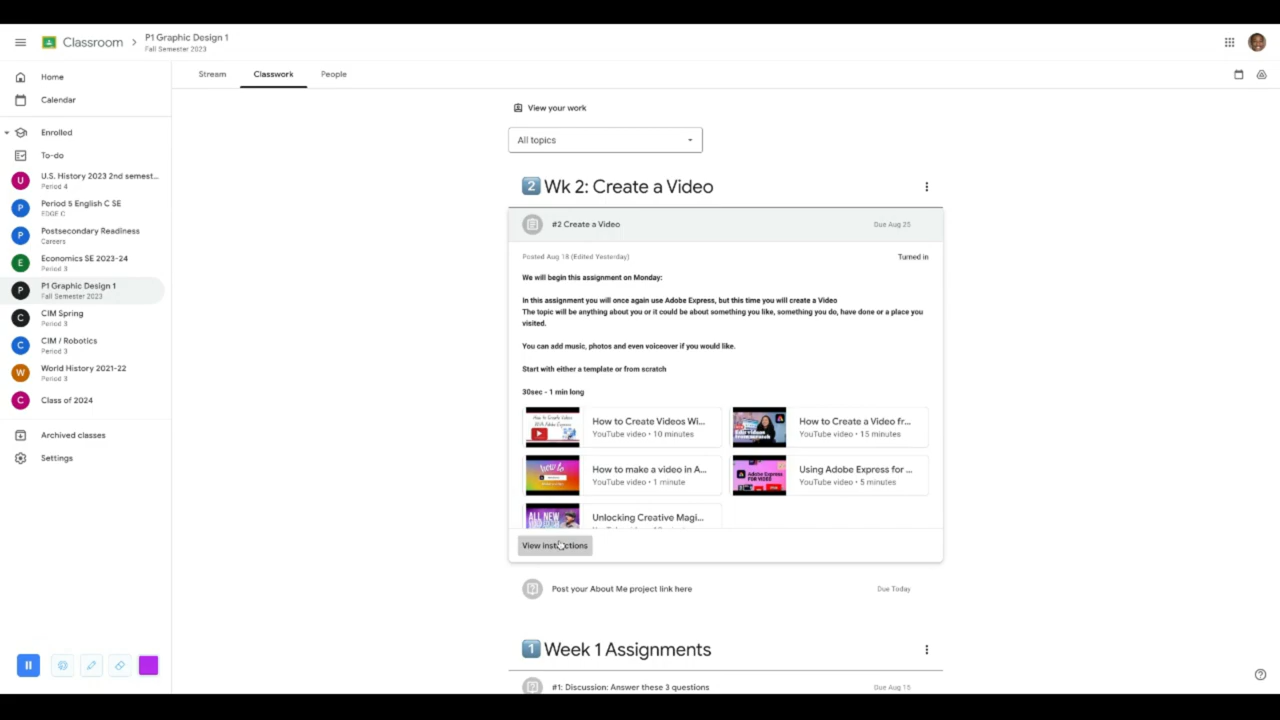 Classroom
P1 Graphic Design 1
Fall Semester 2023
Home
Calendar
Enrolled
To-do
U U.S. History 2023 2nd semest...
Period 4
P Period 5 English C SE
EDGE C
P Postsecondary Readiness
Careers
E Economics SE 2023-24
Period 3
P P1 Graphic Design 1
Fall Semester 2023
C CIM Spring
Period 3
C CIM / Robotics
Period 3
W World History 2021-22
Period 3
C Class of 2024
Archived classes
Settings
Stream Classwork People
View your work
All topics
2 Wk 2: Create a Video
#2 Create a Video Due Aug 25
Posted Aug 18 (Edited Yesterday) Turned in
We will begin this assignment on Monday:
In this assignment you will once again use Adobe Express, but this time you will create a Video
The topic will be anything about you or it could be about something you like, something you do, have done or a place you
visited.
You can add music, photos and even voiceover if you would like.
Start with either a template or from scratch
30sec - 1 min long
How to Create Videos Wi...
YouTube video • 10 minutes
How to Create a Video fr...
YouTube video • 15 minutes
How to make a video in A...
YouTube video • 1 minute
Using Adobe Express for ...
YouTube video • 5 minutes
Unlocking Creative Magi...
View instructions
Post your About Me project link here Due Today
1 Week 1 Assignments
#1: Discussion: Answer these 3 questions Due Aug 15